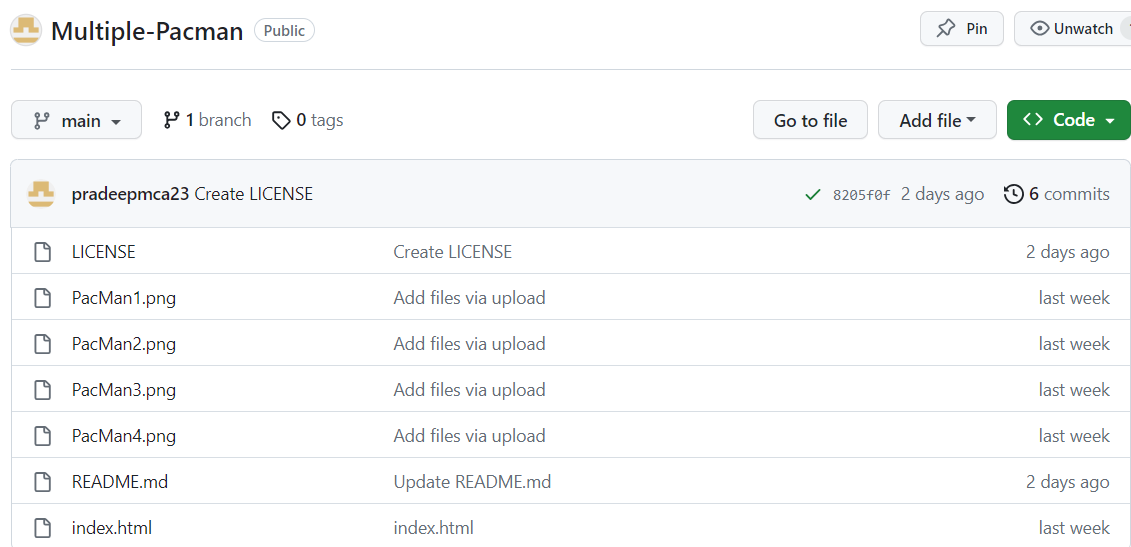 Multiple-Pacman Public Pin Unwatch
main 1 branch 0 tags Go to file Add file Code
pradeepmca23 Create LICENSE 8205f0f 2 days ago 6 commits
LICENSE Create LICENSE 2 days ago
PacMan1.png Add files via upload last week
PacMan2.png Add files via upload last week
PacMan3.png Add files via upload last week
PacMan4.png Add files via upload last week
README.md Update README.md 2 days ago
index.html index.html last week